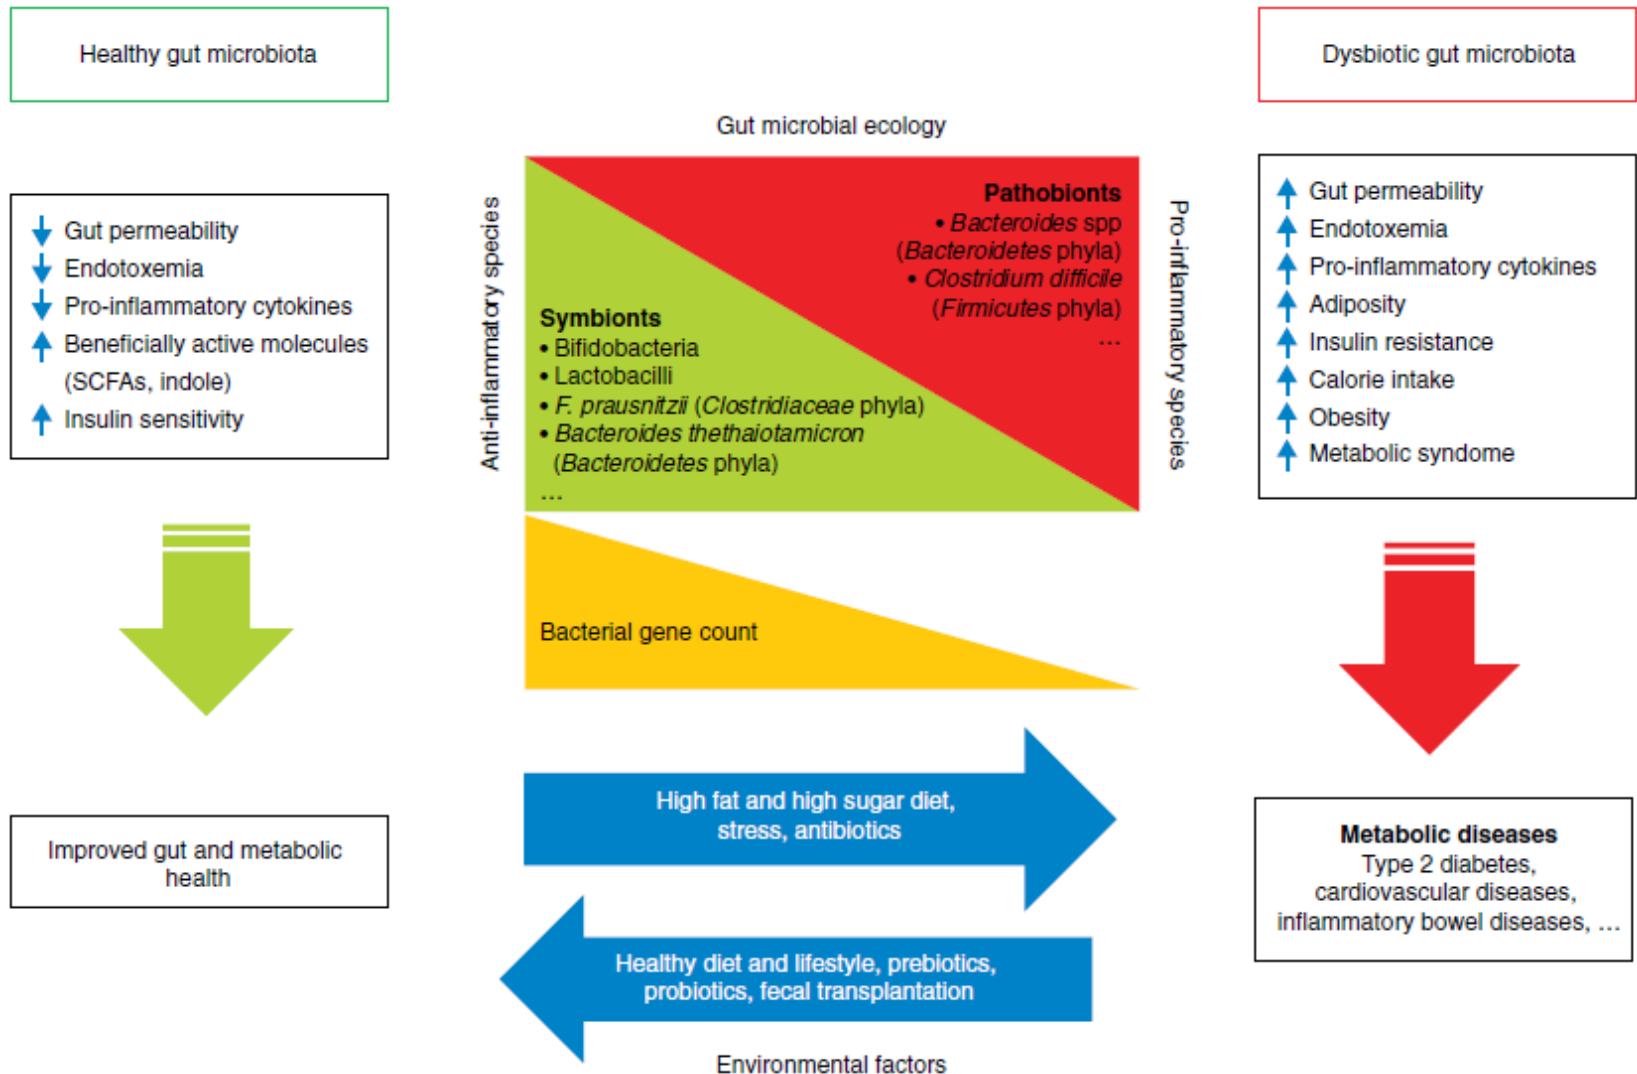 Healthy gut microbiota
Dysbiotic gut microbiota
Gut microbial ecology
Gut permeability
Endotoxemia
Pro-inflammatory cytokines
Beneficially active molecules
(SCFAs, indole)
Insulin sensitivity
Anti-inflammatory species
Symbionts
• Bifidobacteria
• Lactobacilli
• F. prausnitzii (Clostridiaceae phyla)
• Bacteroides thethaiotamicron
(Bacteroidetes phyla)
…
Pathobionts
• Bacteroides spp
(Bacteroidetes phyla)
• Clostridium difficile
(Firmicutes phyla)
…
Pro-inflammatory species
Gut permeability
Endotoxemia
Pro-inflammatory cytokines
Adiposity
Insulin resistance
Calorie intake
Obesity
Metabolic syndome
Bacterial gene count
High fat and high sugar diet,
stress, antibiotics
Healthy diet and lifestyle, prebiotics,
probiotics, fecal transplantation
Environmental factors
Improved gut and metabolic
health
Metabolic diseases
Type 2 diabetes,
cardiovascular diseases,
inflammatory bowel diseases, …